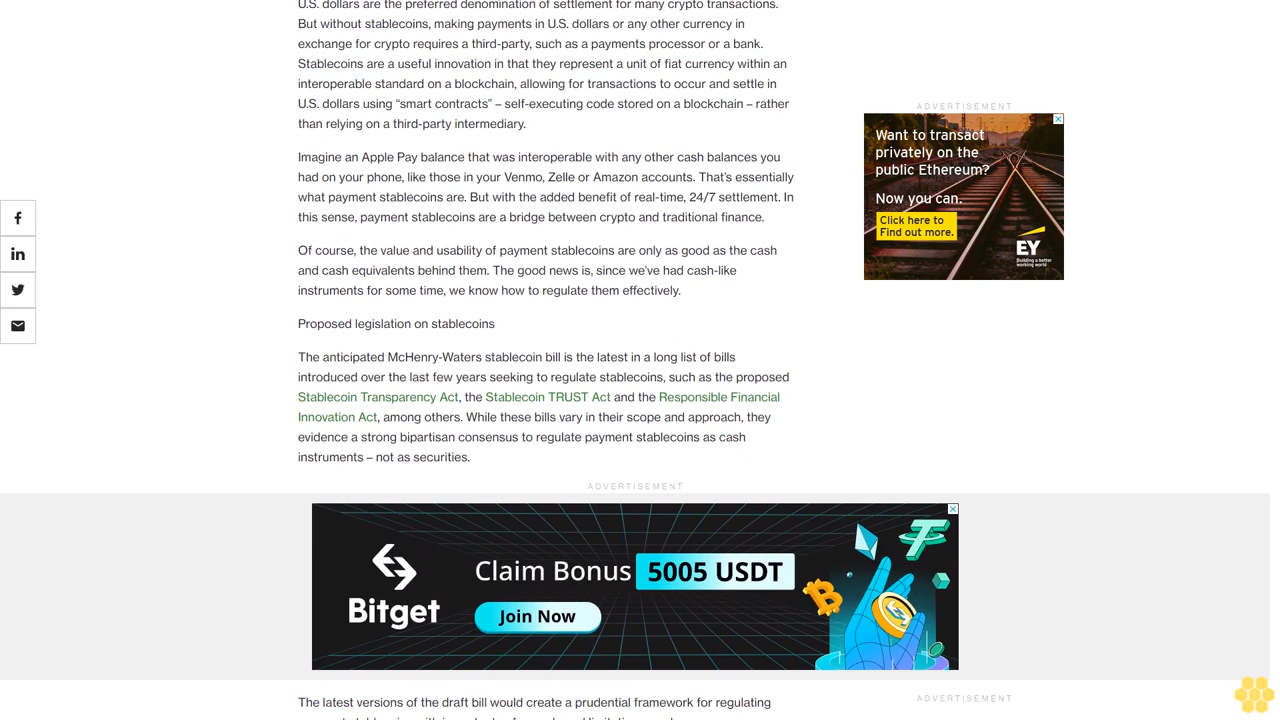 U.S. dollars are the preferred denomination of settlement for many crypto transactions.
But without stablecoins, making payments in U.S. dollars or any other currency in
exchange for crypto requires a third-party, such as a payments processor or a bank.
Stablecoins are a useful innovation in that they represent a unit of fiat currency within an
interoperable standard on a blockchain, allowing for transactions to occur and settle in
U.S. dollars using “smart contracts” – self-executing code stored on a blockchain – rather
than relying on a third-party intermediary.
Imagine an Apple Pay balance that was interoperable with any other cash balances you
had on your phone, like those in your Venmo, Zelle or Amazon accounts. That’s essentially
what payment stablecoins are. But with the added benefit of real-time, 24/7 settlement. In
this sense, payment stablecoins are a bridge between crypto and traditional finance.
Of course, the value and usability of payment stablecoins are only as good as the cash
and cash equivalents behind them. The good news is, since we’ve had cash-like
instruments for some time, we know how to regulate them effectively.
Proposed legislation on stablecoins
The anticipated McHenry-Waters stablecoin bill is the latest in a long list of bills
introduced over the last few years seeking to regulate stablecoins, such as the proposed
Stablecoin Transparency Act, the Stablecoin TRUST Act and the Responsible Financial
Innovation Act, among others. While these bills vary in their scope and approach, they
evidence a strong bipartisan consensus to regulate payment stablecoins as cash
instruments – not as securities.
ADVERTISEMENT
Want to transact
privately on the
public Ethereum?
Now you can.
Click here to
Find out more.
EY
Building a better
working world
ADVERTISEMENT
Bitget
Claim Bonus 5005 USDT
Join Now
The latest versions of the draft bill would create a prudential framework for regulating
ADVERTISEMENT